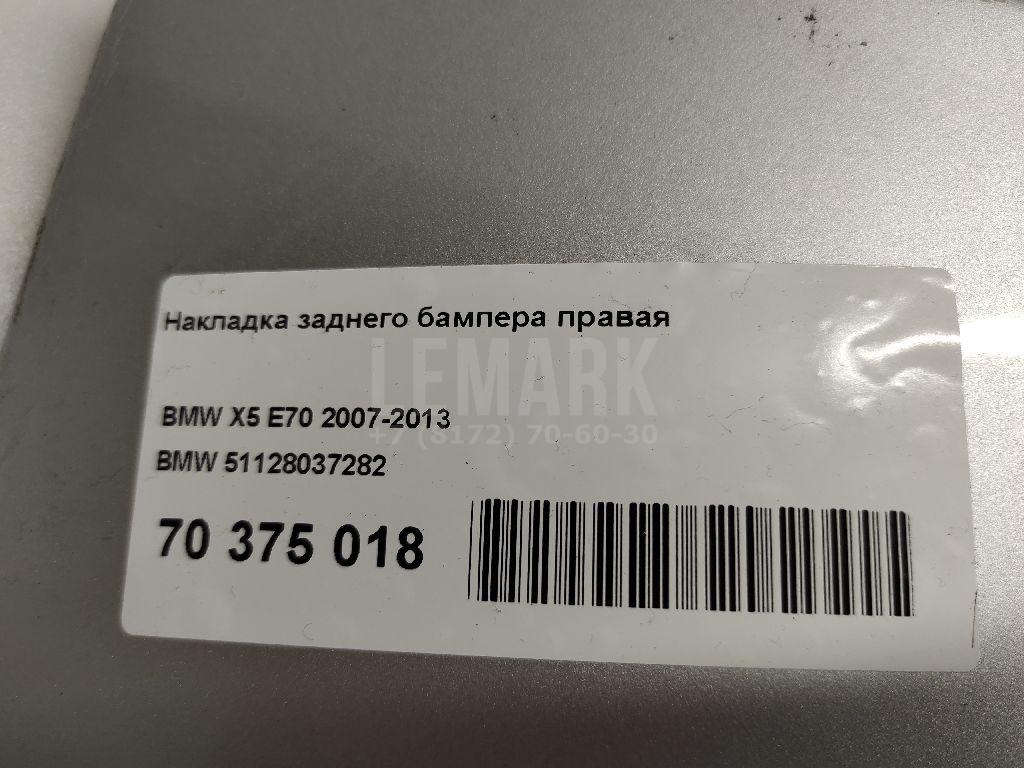 Накладка заднего бампера правая
LEMARK
BMW X5 E70 2007-2013
+7 (8172) 70-60-30
BMW 51128037282
70 375 018